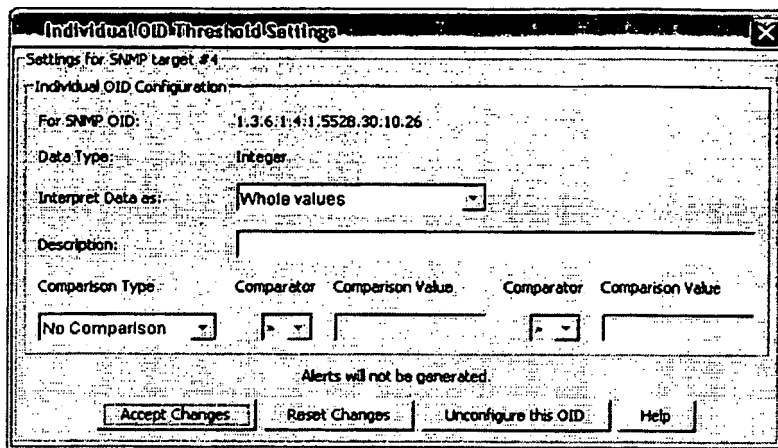 Individual OID Threshold Settings
Settings for SNMP target #4
Individual OID Configuration
For SNMP OID: 1.3.6.1.4.1.5528.30.10.26
Data Type: Integer
Interpret Data as: Whole values
Description:
Comparison Type Comparator Comparison Value Comparator Comparison Value
No Comparison > >
Alerts will not be generated.
Accept Changes Reset Changes Unconfigure this OID Help